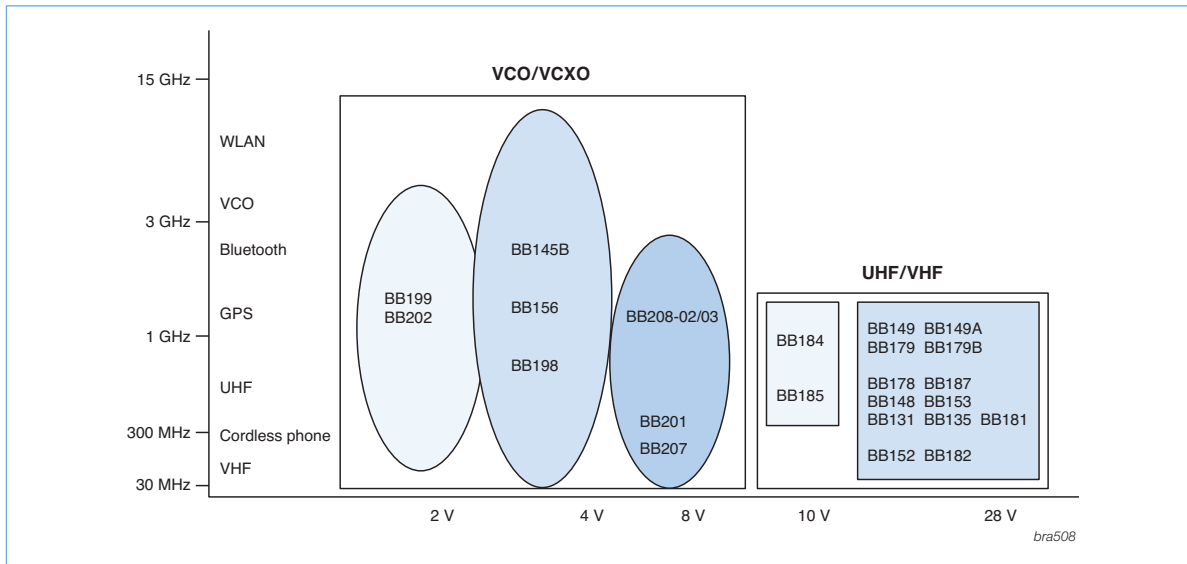 VCO/VCXO
15 GHz
WLAN
VCO
3 GHz
Bluetooth
BB145B
UHF/VHF
BB199
BB202
GPS
BB156
BB208-02/03
1 GHz
BB184
BB149 BB149A
BB179 BB179B
BB198
UHF
BB185
BB178 BB187
BB148 BB153
BB131 BB135 BB181
BB201
300 MHz
Cordless phone
BB207
BB152 BB182
VHF
30 MHz
2 V 4 V 8 V 10 V 28 V
bra508